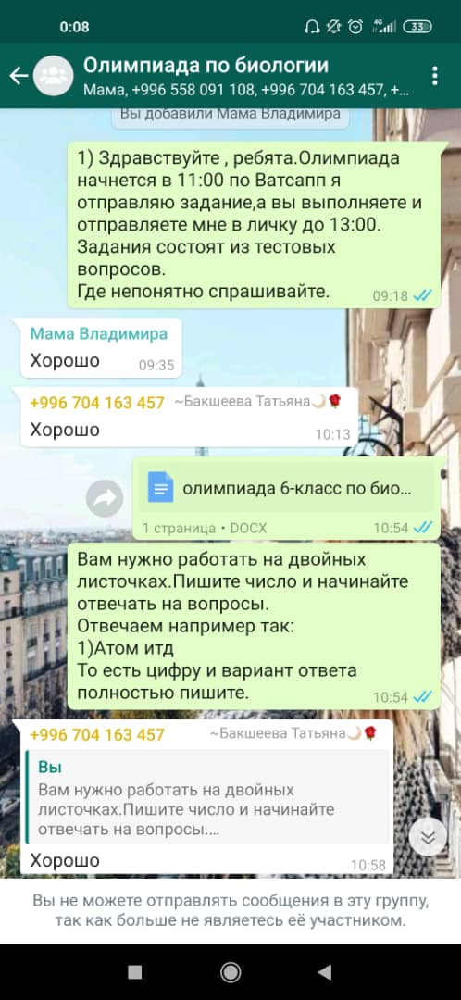 0:08
4G
33
Олимпиада по биологии
Мама, +996 558 091 108, +996 704 163 457, +...
Вы добавили Мама Владимира
1) Здравствуйте , ребята.Олимпиада
начнется в 11:00 по Ватсапп я
отправляю задание,а вы выполняете и
отправляете мне в личку до 13:00.
Задания состоят из тестовых
вопросов.
Где непонятно спрашивайте.
09:18
Мама Владимира
Хорошо
09:35
+996 704 163 457 ~Бакшеева Татьяна🌙🌹
Хорошо
10:13
олимпиада 6-класс по био...
1 страница • DOCX
10:54
Вам нужно работать на двойных
листочках.Пишите число и начинайте
отвечать на вопросы.
Отвечаем например так:
1)Атом итд
То есть цифру и вариант ответа
полностью пишите.
10:54
+996 704 163 457 ~Бакшеева Татьяна🌙🌹
Вы
Вам нужно работать на двойных
листочках.Пишите число и начинайте
отвечать на вопросы....
Хорошо
10:58
Вы не можете отправлять сообщения в эту группу,
так как больше не являетесь её участником.